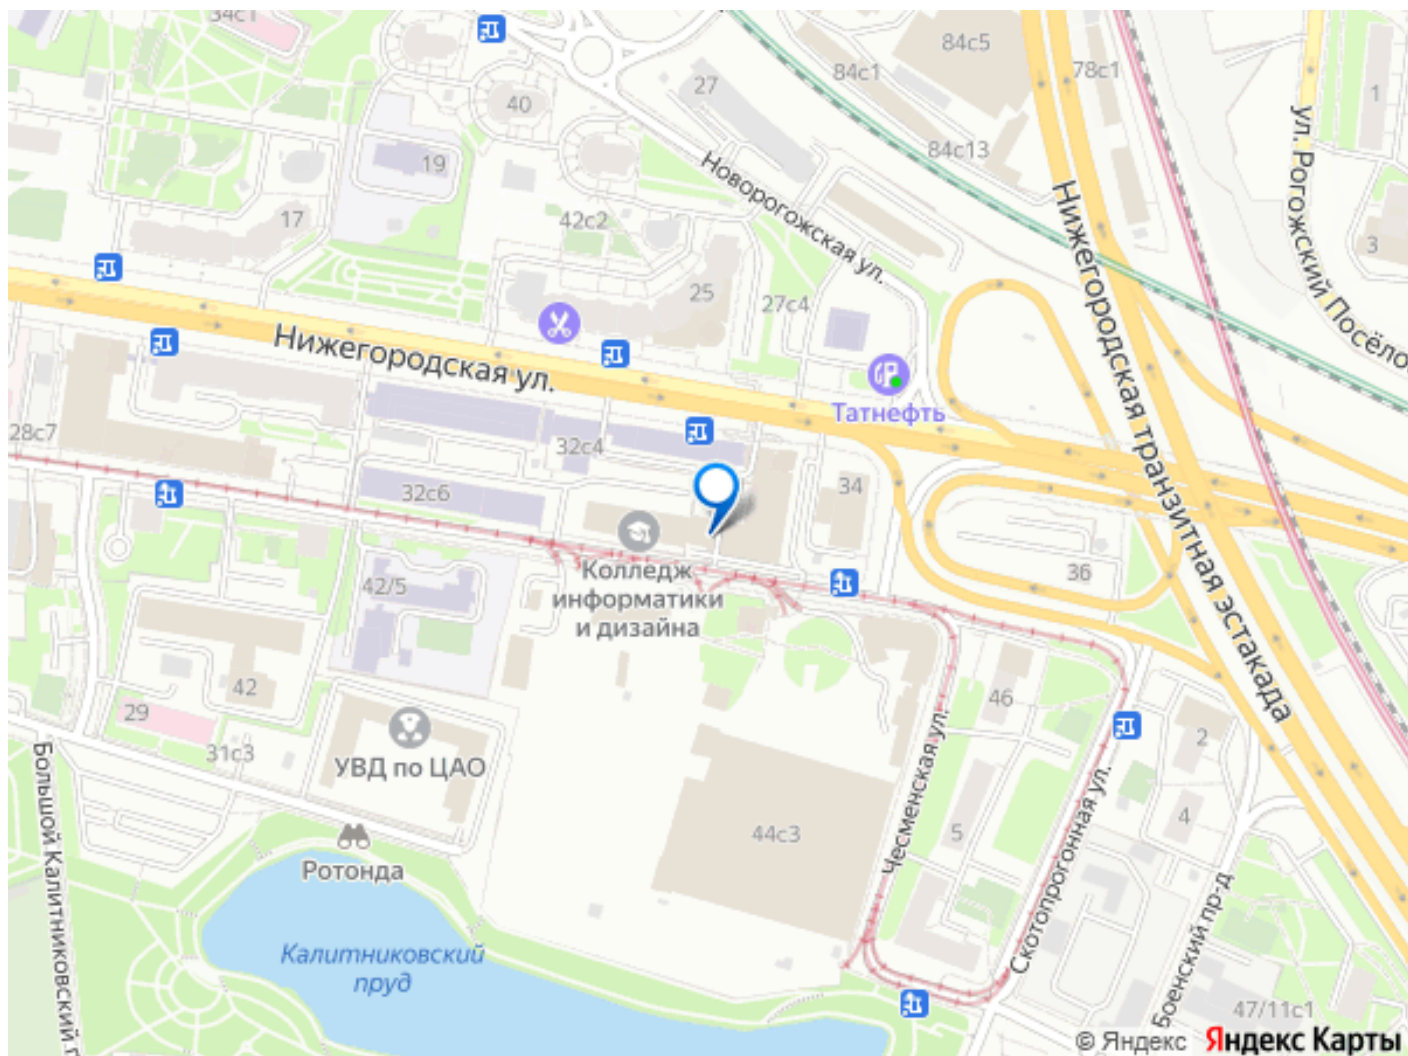 34с1
84с5
84с1
78с1
27
1
40
ул. Рогожский Посёло
84с13
19
Новорогожская ул.
17
42с2
3
25
27с4
Нижегородская транзитная эстакада
Нижегородская ул.
Татнефть
28с7
32с4
32с6
34
Колледж
информатики
и дизайна
36
42/5
42
46
29
31с3
УВД по ЦАО
2
Большой Калитниковский п
Чесменская ул.
Скотопрогонная ул.
4
44с3
5
Ротонда
Боенский пр-д
Калитниковский
пруд
47/11с1
© Яндекс Яндекс Карты